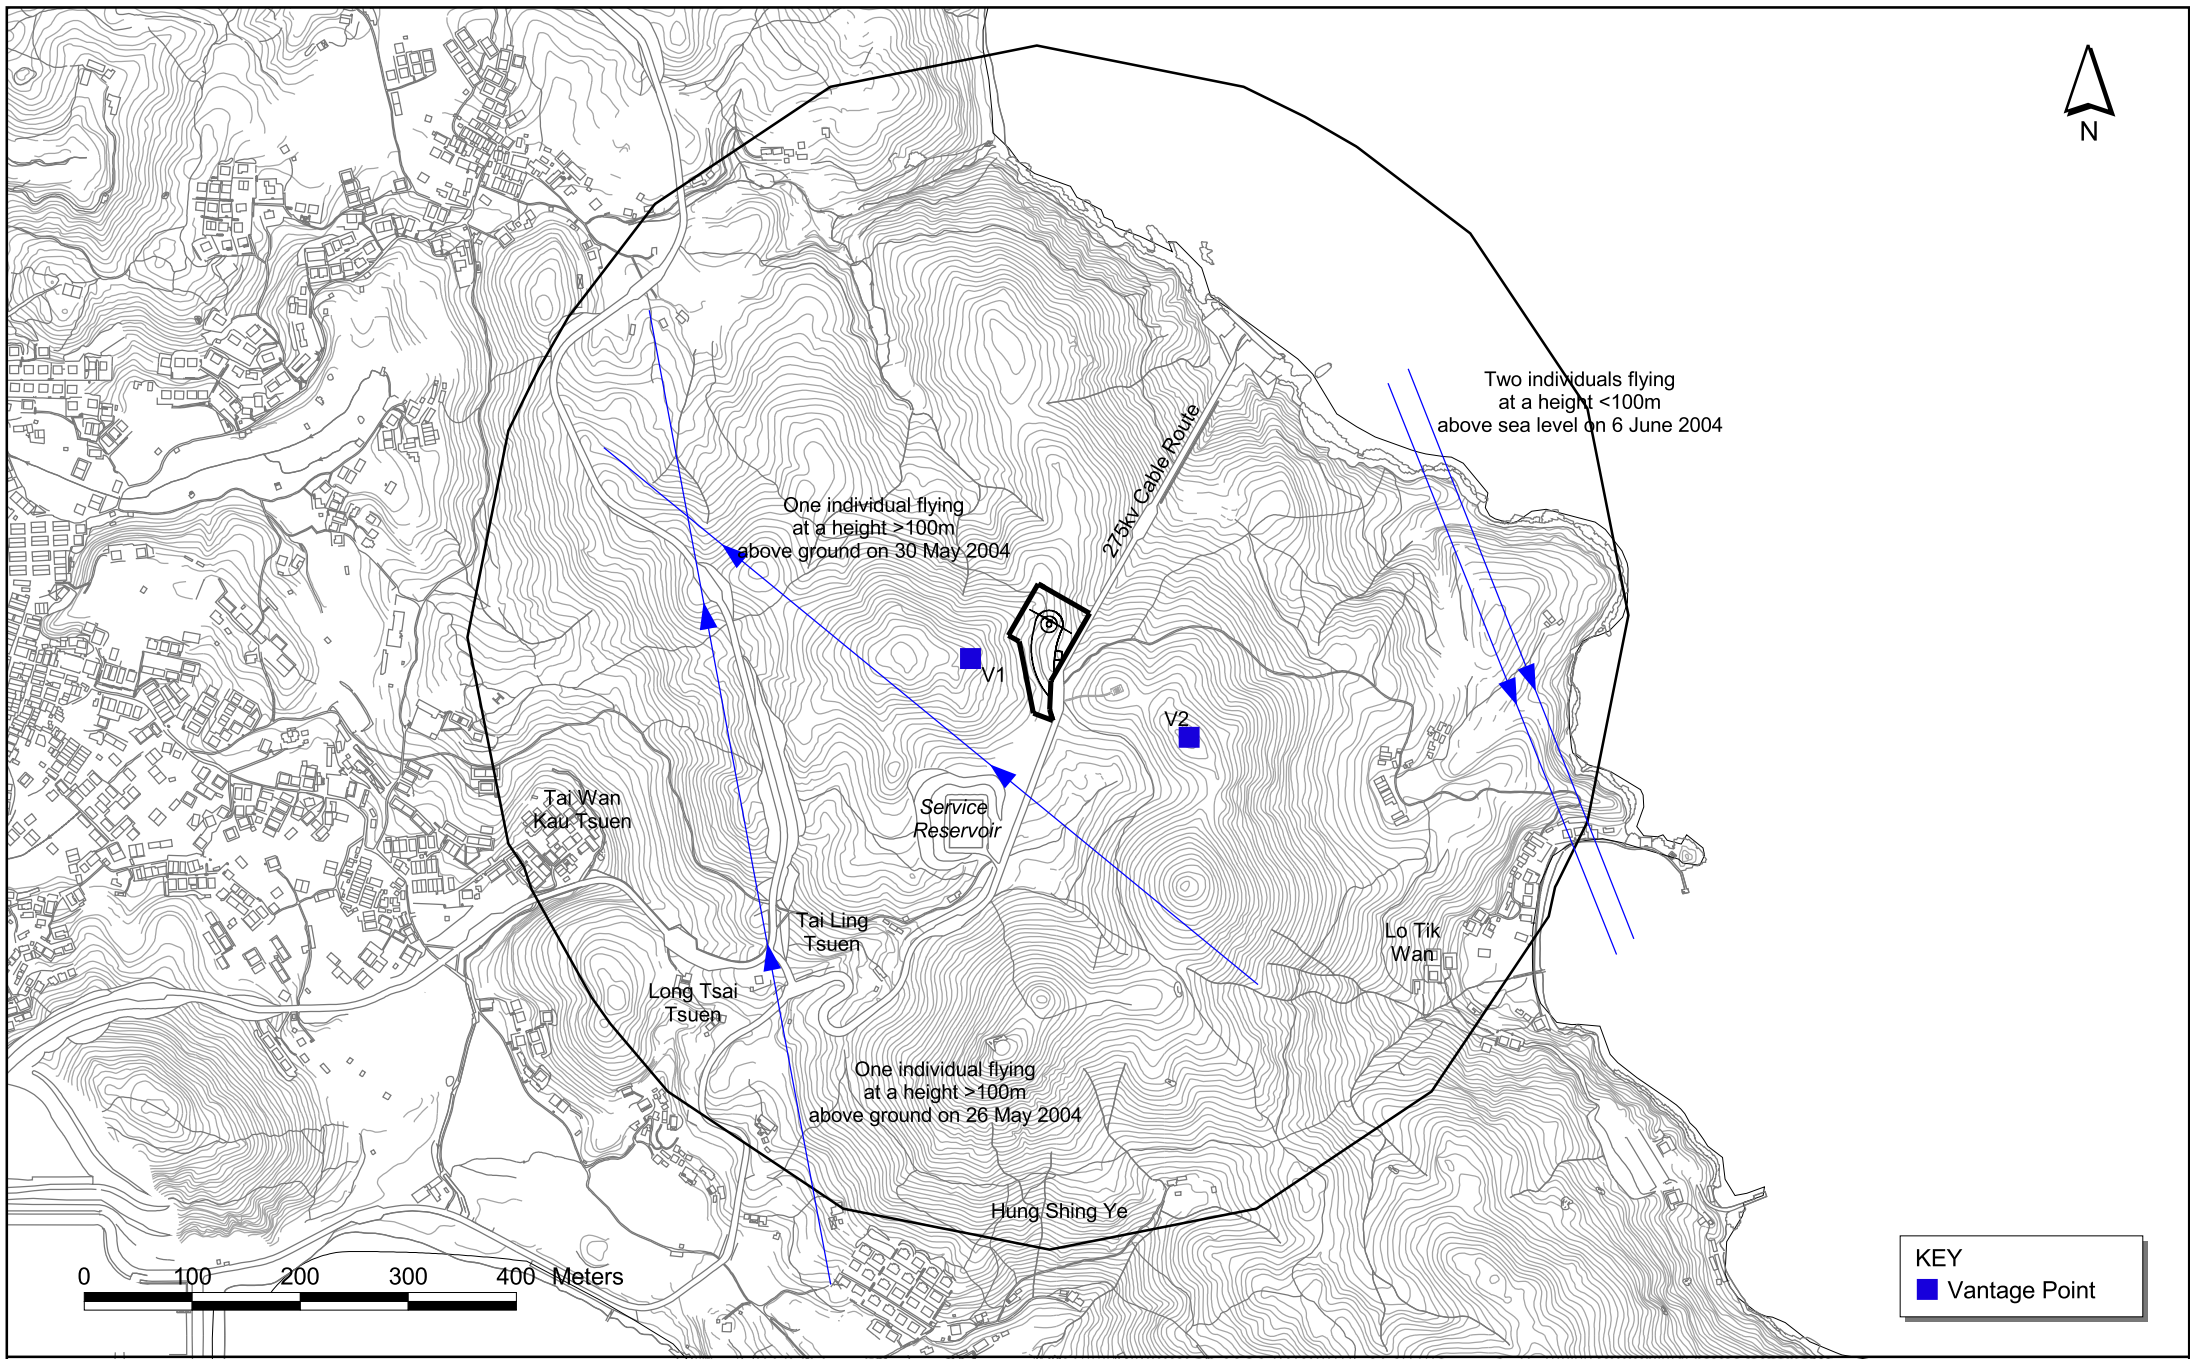 N
Two individuals flying
at a height <100m
above sea level on 6 June 2004
275kv Cable Route
One individual flying
at a height >100m
above ground on 30 May 2004
V1
V2
Tai Wan
Kau Tsuen
Service
Reservoir
Tai Ling
Tsuen
Lo Tik
Wan
Long Tsai
Tsuen
One individual flying
at a height >100m
above ground on 26 May 2004
Hung Shing Ye
0 100 200 300 400 Meters
KEY
Vantage Point